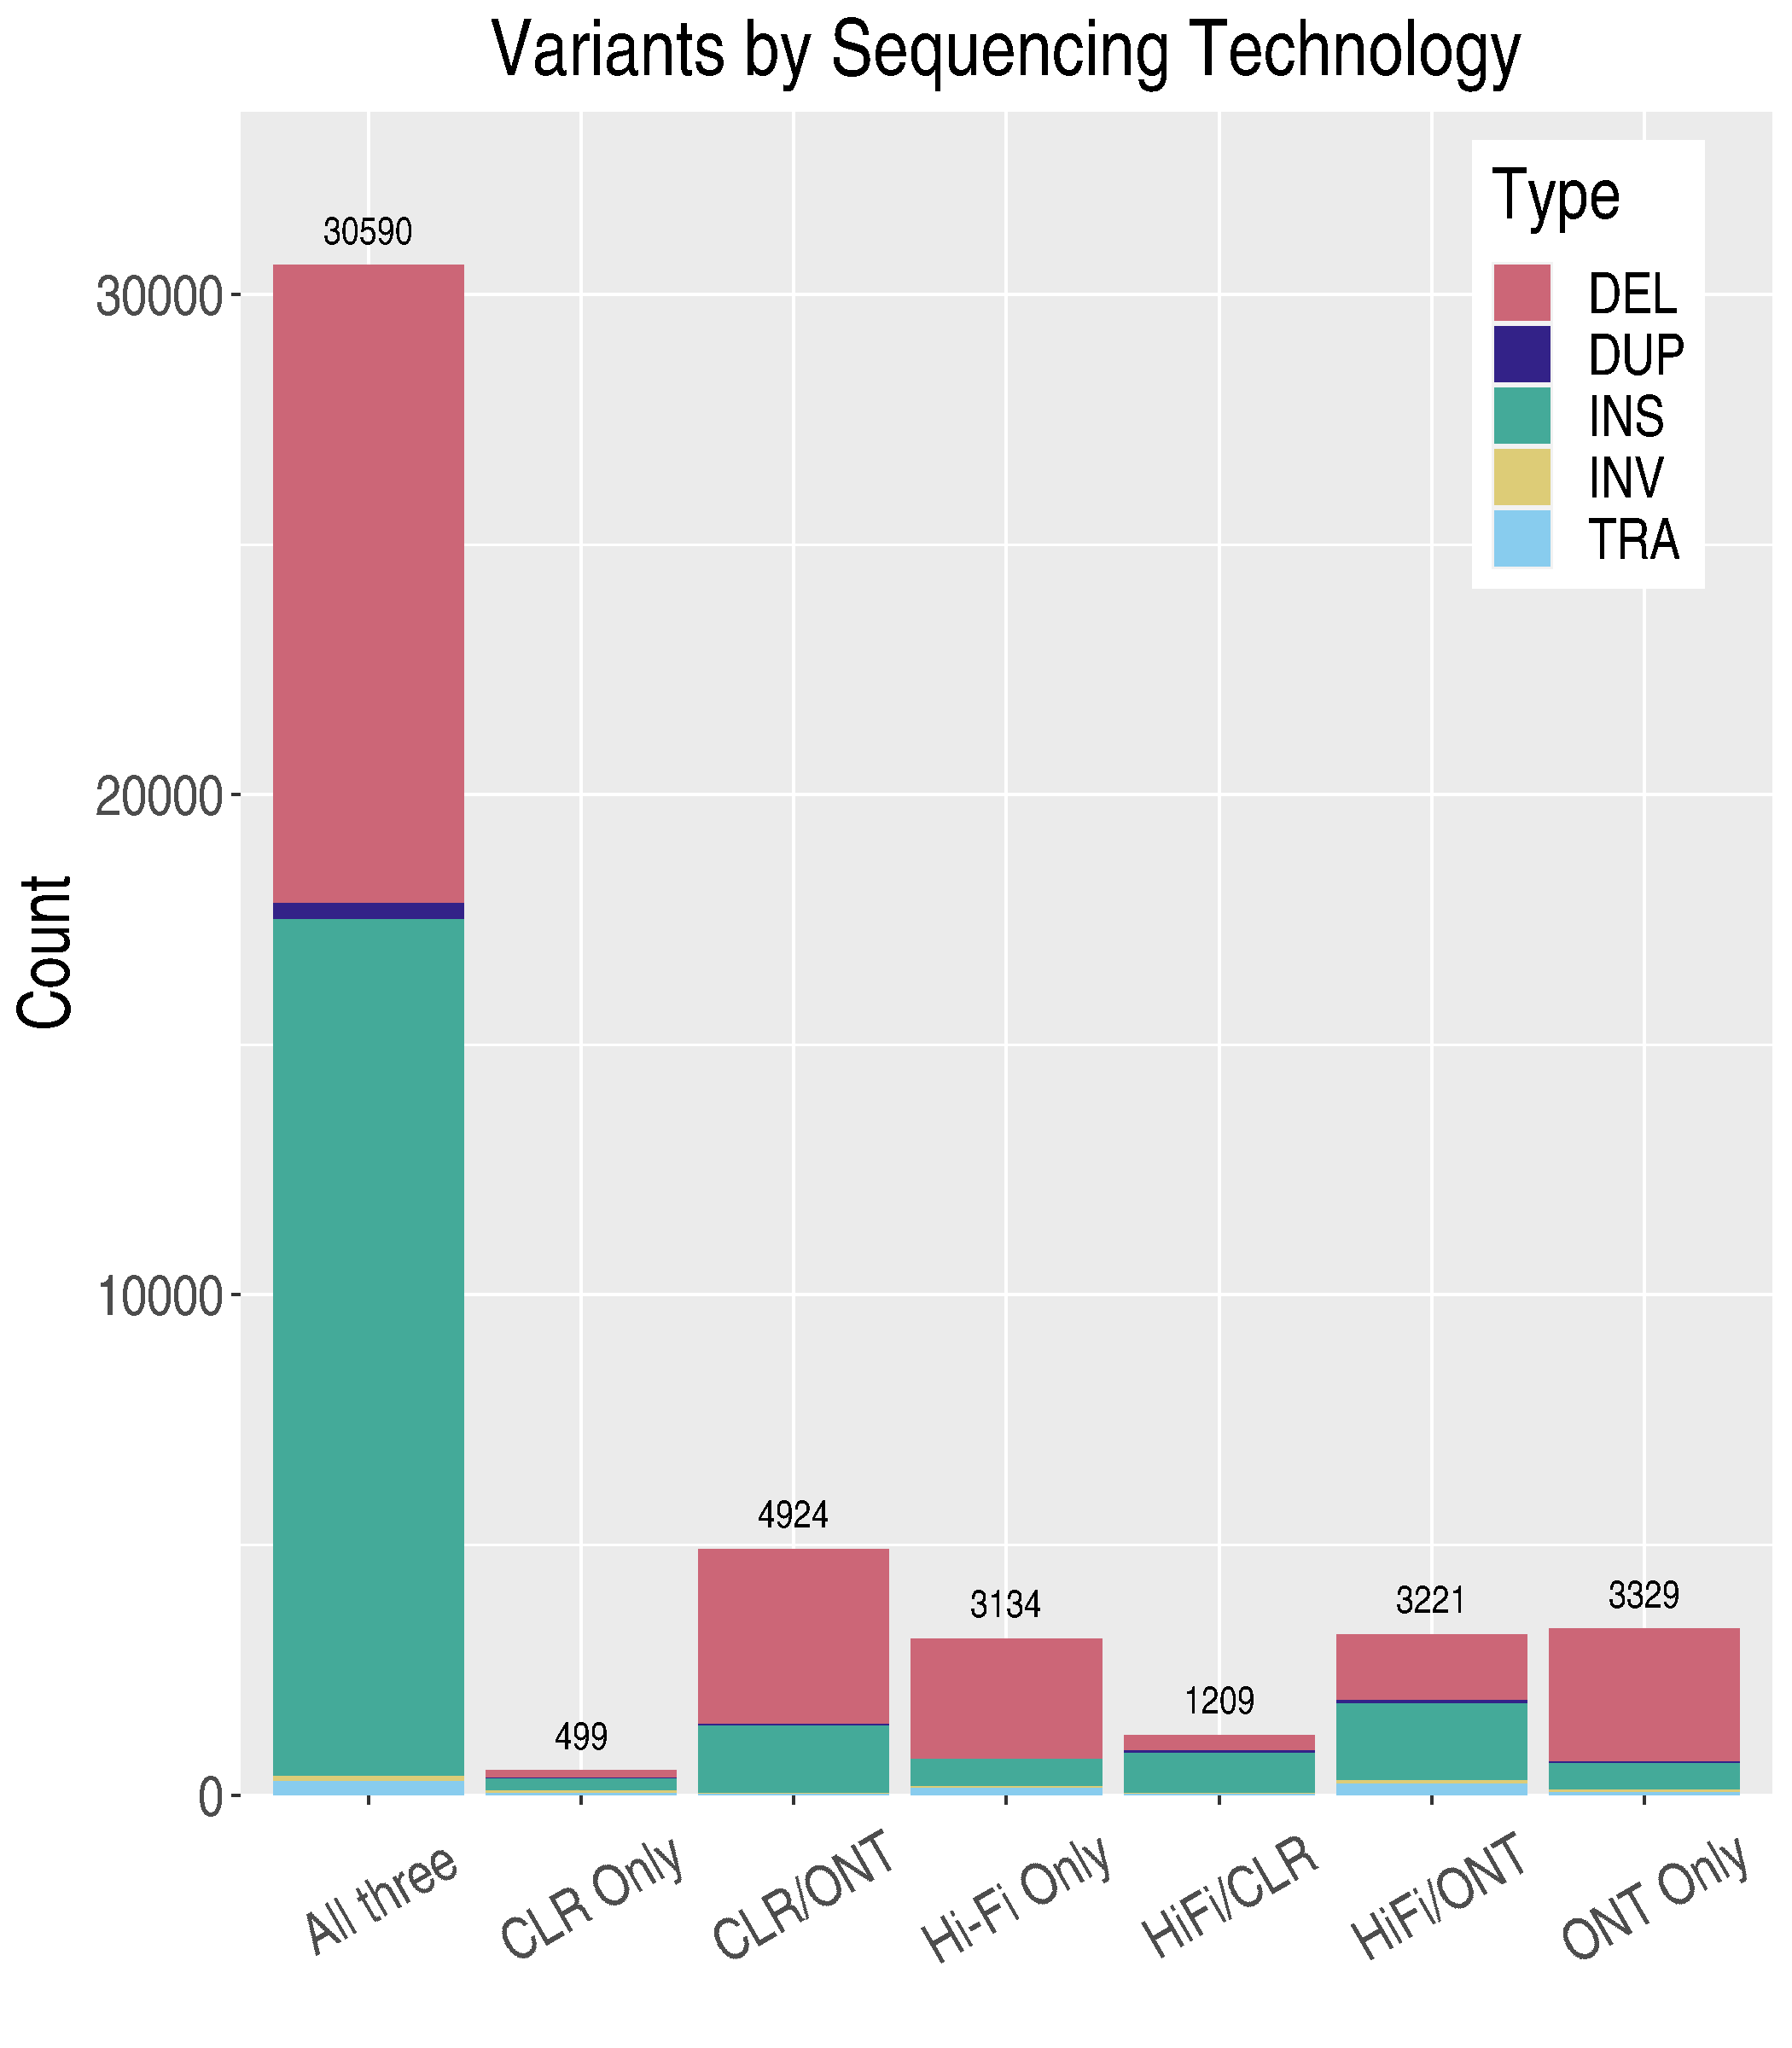 Variants by Sequencing Technology
Type
DEL
DUP
INS
INV
TRA
Count
30000
20000
10000
0
30590
499
4924
3134
1209
3221
3329
All three
CLR Only
CLR/ONT
Hi-Fi Only
HiFi/CLR
HiFi/ONT
ONT Only